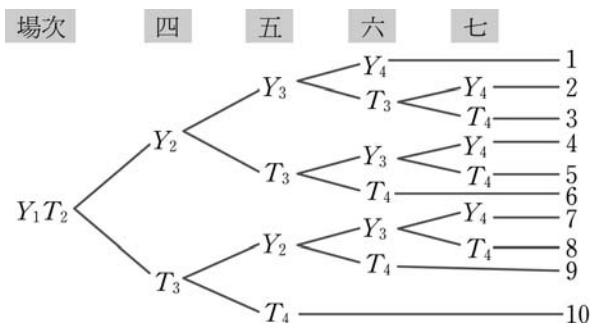 場次 四 五 六 七
Y₄ 1
Y₃ Y₄ 2
T₃
T₄ 3
Y₂
Y₃ Y₄ 4
T₃ T₄ 5
T₄ 6
Y₁T₂
Y₃ Y₄ 7
Y₂ T₄ 8
T₄ 9
T₃
T₄ 10